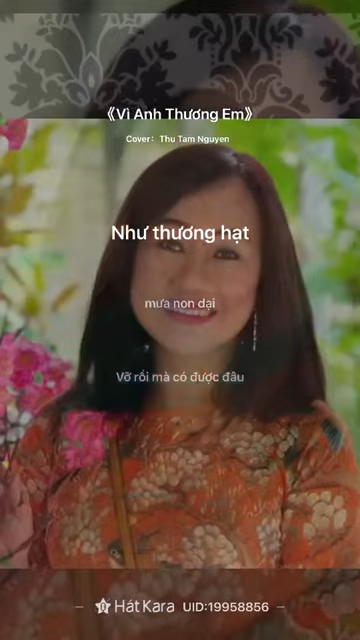 《Vì Anh Thương Em》
Cover：Thu Tam Nguyen
Như thương hạt
mưa non dại
Vỡ rồi mà có được đâu
Hát Kara UID:19958856